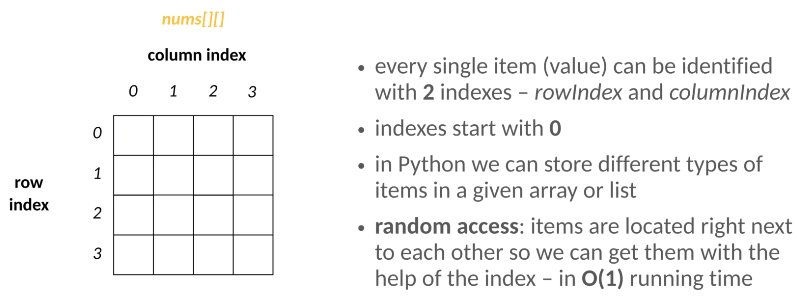 nums[][]
column index
0 1 2 3
0
1
2
3
row
index
• every single item (value) can be identified
with 2 indexes – rowIndex and columnIndex
• indexes start with 0
• in Python we can store different types of
items in a given array or list
• random access: items are located right next
to each other so we can get them with the
help of the index – in O(1) running time